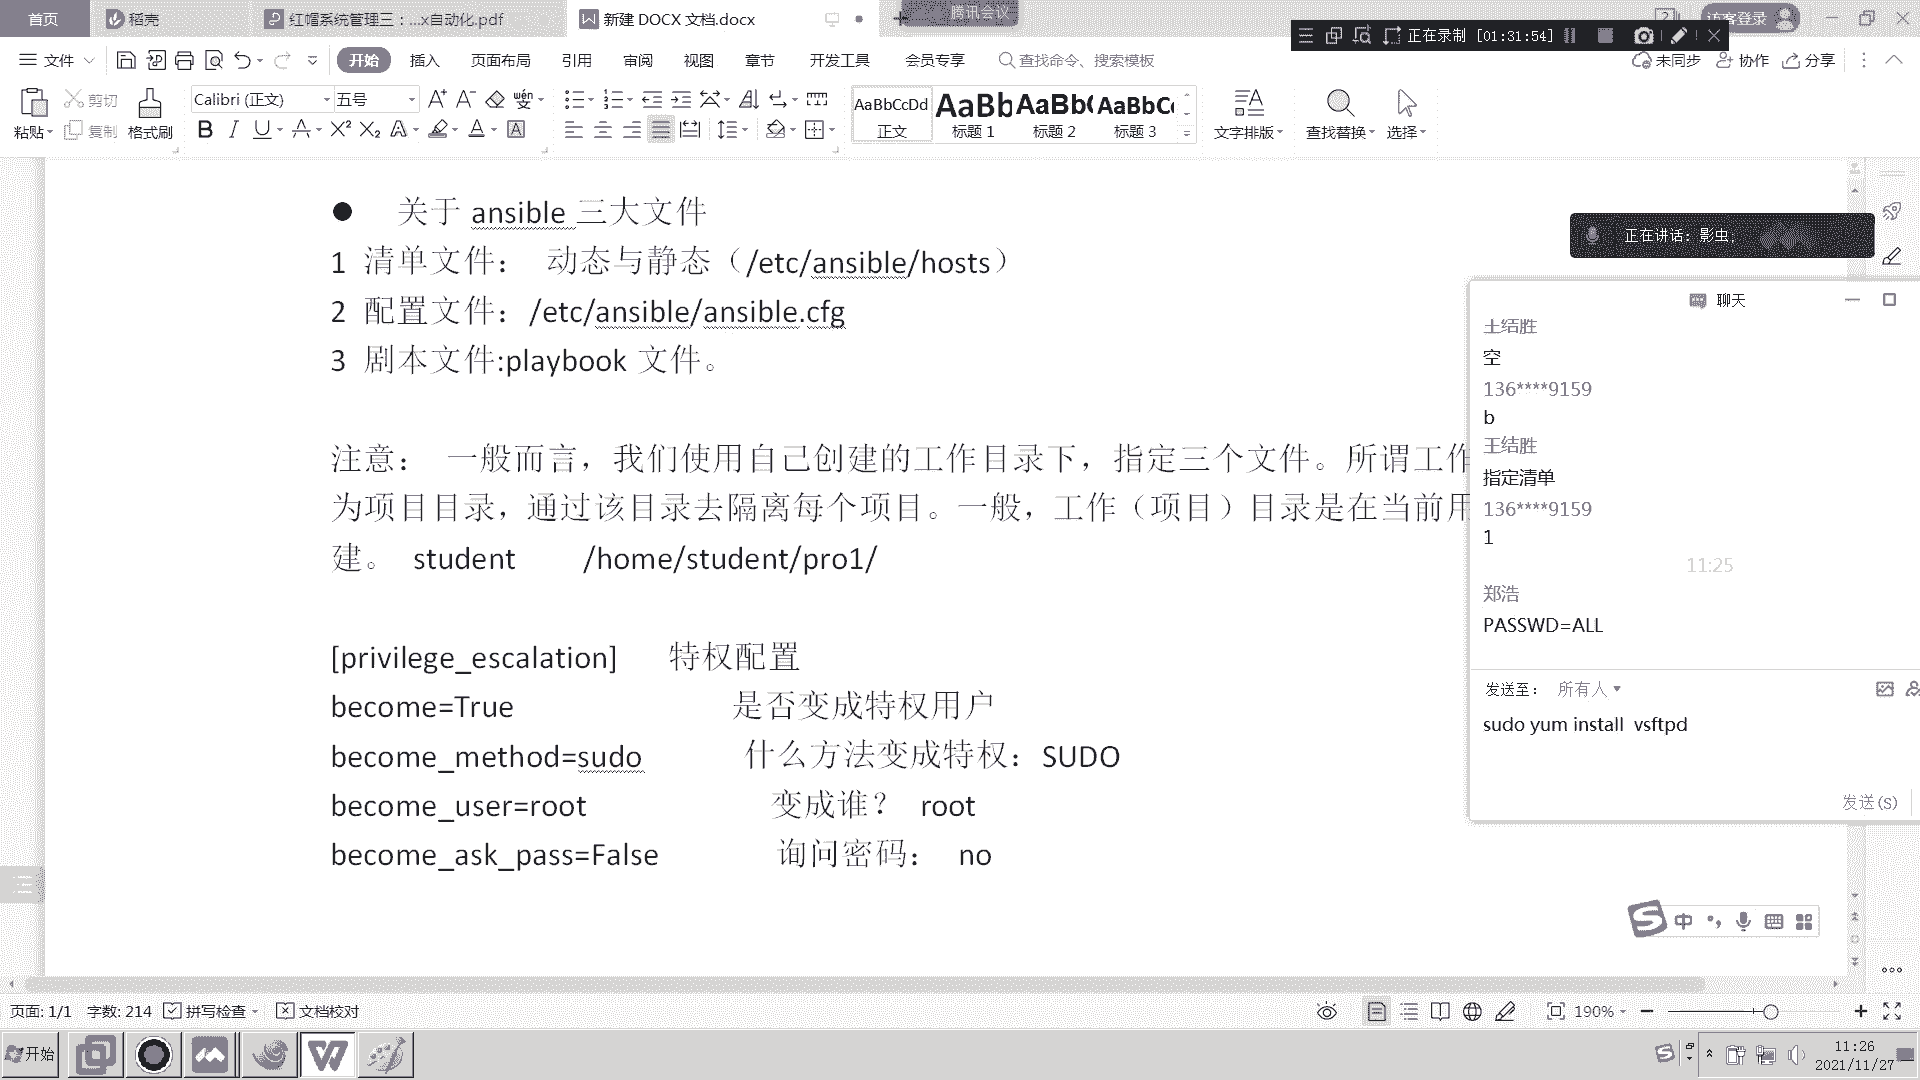 首页
稻壳
红帽系统管理三：...x自动化.pdf
新建 DOCX 文档.docx
腾讯会议
访客登录
正在录制 [01:31:54]
文件
开始
插入
页面布局
引用
审阅
视图
章节
开发工具
会员专享
查找命令、搜索模板
未同步
协作
分享
粘贴
剪切
复制
格式刷
Calibri (正文)
五号
AaBbCcDd
正文
标题 1
标题 2
标题 3
文字排版
查找替换
选择
● 关于 ansible 三大文件
1 清单文件： 动态与静态（/etc/ansible/hosts）
2 配置文件：/etc/ansible/ansible.cfg
3 剧本文件:playbook 文件。
注意： 一般而言，我们使用自己创建的工作目录下，指定三个文件。所谓工作
为项目目录，通过该目录去隔离每个项目。一般，工作（项目）目录是在当前用
建。 student /home/student/pro1/
[privilege_escalation] 特权配置
become=True 是否变成特权用户
become_method=sudo 什么方法变成特权：SUDO
become_user=root 变成谁？ root
become_ask_pass=False 询问密码： no
正在讲话：影虫;
聊天
王结胜
空
136****9159
b
王结胜
指定清单
136****9159
1
11:25
郑浩
PASSWD=ALL
发送至： 所有人
sudo yum install vsftpd
发送(S)
中
页面: 1/1 字数: 214 拼写检查 文档校对
190%
开始
11:26
2021/11/27